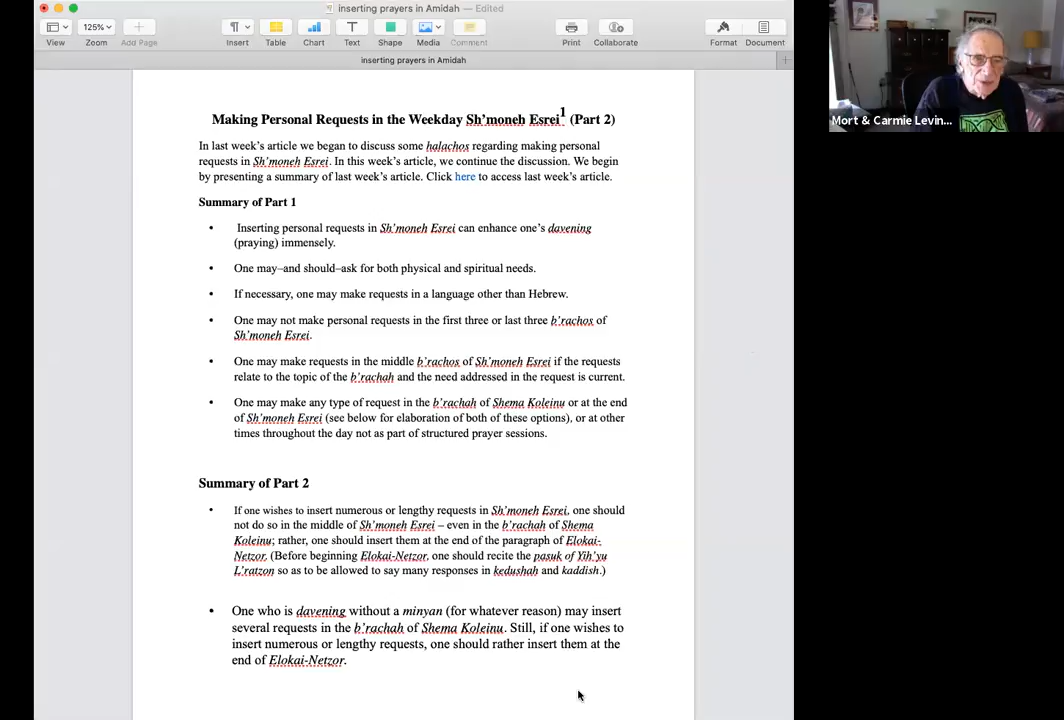 inserting prayers in Amidah — Edited
125%
View
Zoom
Add Page
Insert
Table
Chart
Text
Shape
Media
Comment
Print
Collaborate
Format
Document
inserting prayers in Amidah
Making Personal Requests in the Weekday Sh’moneh Esrei1 (Part 2)
In last week’s article we began to discuss some halachos regarding making personal
requests in Sh’moneh Esrei. In this week’s article, we continue the discussion. We begin
by presenting a summary of last week’s article. Click here to access last week’s article.
Summary of Part 1
• Inserting personal requests in Sh’moneh Esrei can enhance one’s davening
(praying) immensely.
• One may–and should–ask for both physical and spiritual needs.
• If necessary, one may make requests in a language other than Hebrew.
• One may not make personal requests in the first three or last three b’rachos of
Sh’moneh Esrei.
• One may make requests in the middle b’rachos of Sh’moneh Esrei if the requests
relate to the topic of the b’rachah and the need addressed in the request is current.
• One may make any type of request in the b’rachah of Shema Koleinu or at the end
of Sh’moneh Esrei (see below for elaboration of both of these options), or at other
times throughout the day not as part of structured prayer sessions.
Summary of Part 2
• If one wishes to insert numerous or lengthy requests in Sh’moneh Esrei, one should
not do so in the middle of Sh’moneh Esrei – even in the b’rachah of Shema
Koleinu; rather, one should insert them at the end of the paragraph of Elokai-
Netzor. (Before beginning Elokai-Netzor, one should recite the pasuk of Yih’yu
L’ratzon so as to be allowed to say many responses in kedushah and kaddish.)
• One who is davening without a minyan (for whatever reason) may insert
several requests in the b’rachah of Shema Koleinu. Still, if one wishes to
insert numerous or lengthy requests, one should rather insert them at the
end of Elokai-Netzor.
Mort & Carmie Levin...